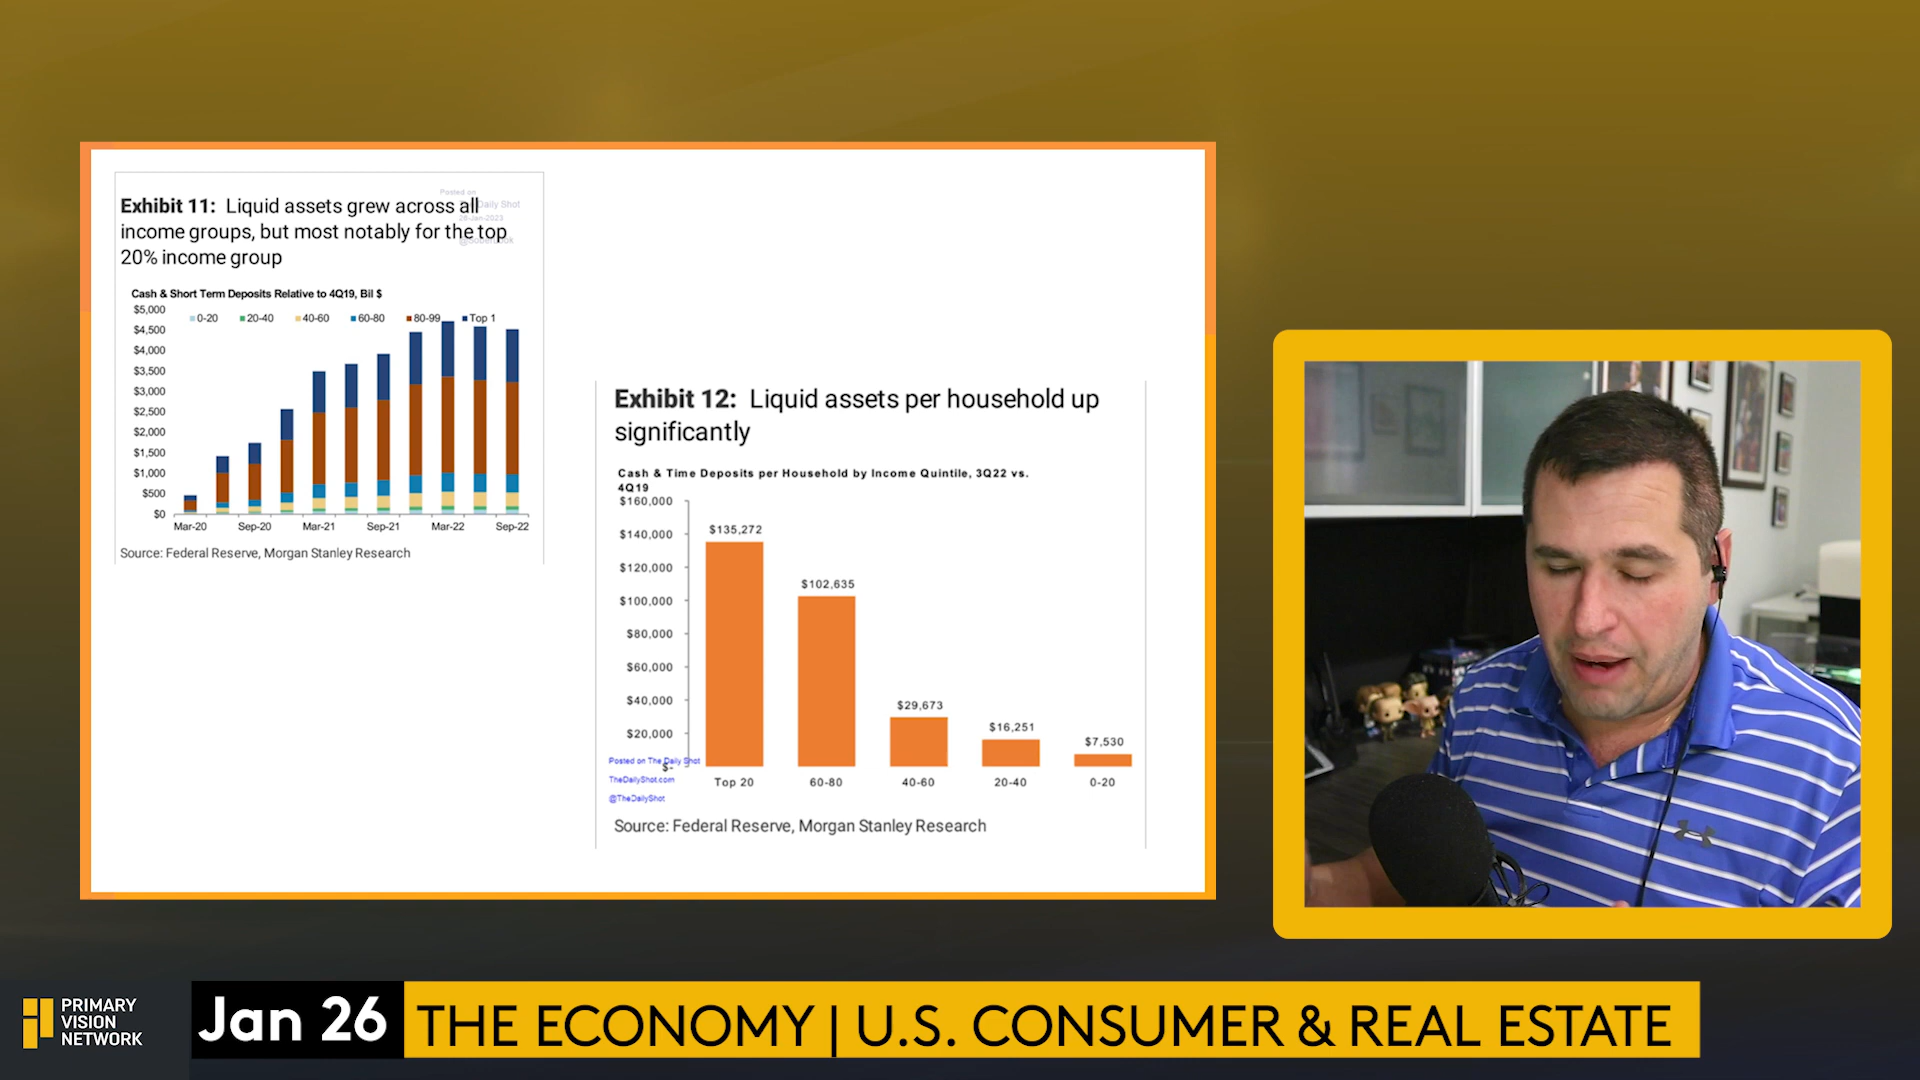 Posted on
Daily Shot
Exhibit 11: Liquid assets grew across all
income groups, but most notably for the top
20% income group
Cash & Short Term Deposits Relative to 4Q19, Bil $
0-20 20-40 40-60 60-80 80-99 Top 1
$5,000
$4,500
$4,000
$3,500
$3,000
$2,500
$2,000
$1,500
$1,000
$500
$0
Mar-20 Sep-20 Mar-21 Sep-21 Mar-22 Sep-22
Source: Federal Reserve, Morgan Stanley Research
Exhibit 12: Liquid assets per household up
significantly
Cash & Time Deposits per Household by Income Quintile, 3Q22 vs.
4Q19
$160,000
$140,000
$120,000
$100,000
$80,000
$60,000
$40,000
$20,000
$-
$135,272
$102,635
$29,673
$16,251
$7,530
Top 20 60-80 40-60 20-40 0-20
Posted on The Daily Shot
TheDailyShot.com
@TheDailyShot
Source: Federal Reserve, Morgan Stanley Research
PRIMARY
VISION
NETWORK
Jan 26
THE ECONOMY | U.S. CONSUMER & REAL ESTATE